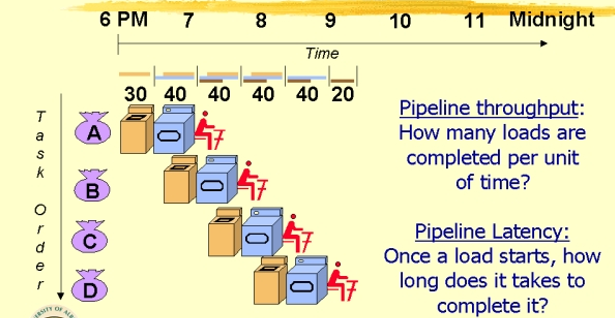 6 PM 7 8 9 10 11 Midnight
Time
30 40 40 40 40 20
Task Order
A
B
C
D
Pipeline throughput:
How many loads are
completed per unit
of time?
Pipeline Latency:
Once a load starts, how
long does it takes to
complete it?